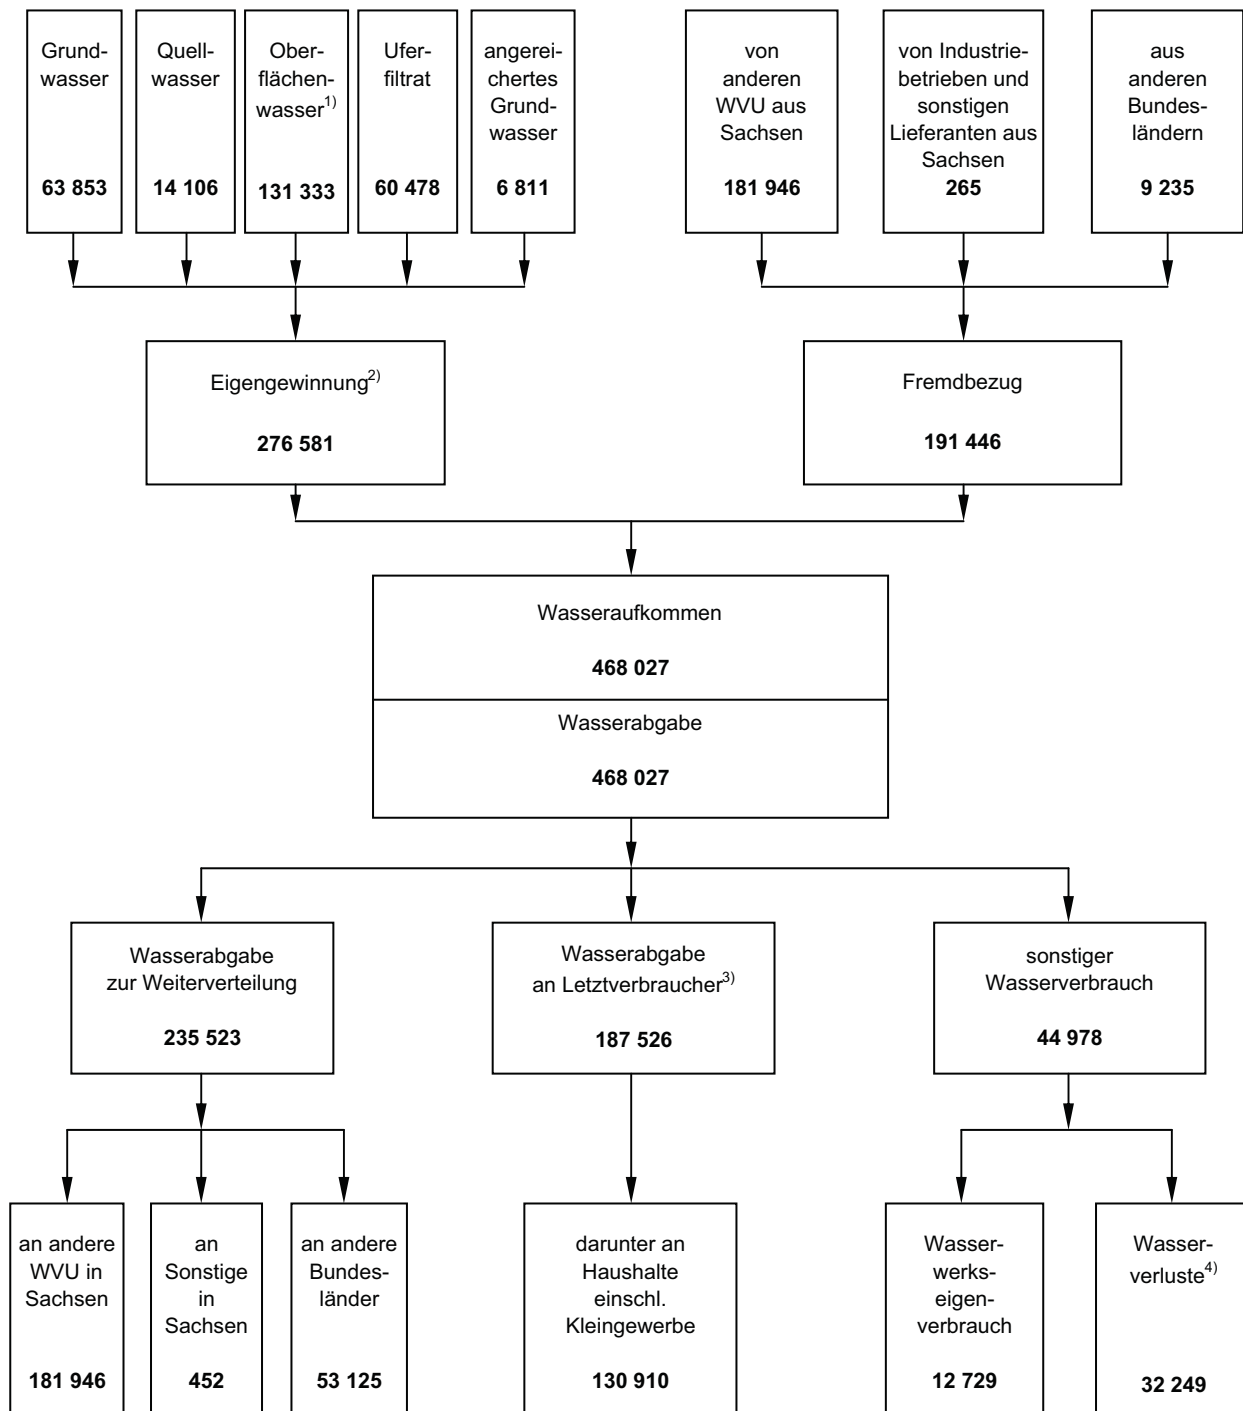 Grund-
wasser
63 853
Quell-
wasser
14 106
Ober-
flächen-
wasser1)
131 333
Ufer-
filtrat
60 478
angerei-
chertes
Grund-
wasser
6 811
von
anderen
WVU aus
Sachsen
181 946
von Industrie-
betrieben und
sonstigen
Lieferanten aus
Sachsen
265
aus
anderen
Bundes-
ländern
9 235
Eigengewinnung2)
276 581
Fremdbezug
191 446
Wasseraufkommen
468 027
Wasserabgabe
468 027
Wasserabgabe
zur Weiterverteilung
235 523
Wasserabgabe
an Letztverbraucher3)
187 526
sonstiger
Wasserverbrauch
44 978
an andere
WVU in
Sachsen
181 946
an
Sonstige
in
Sachsen
452
an andere
Bundes-
länder
53 125
darunter an
Haushalte
einschl.
Kleingewerbe
130 910
Wasser-
werks-
eigen-
verbrauch
12 729
Wasser-
verluste4)
32 249